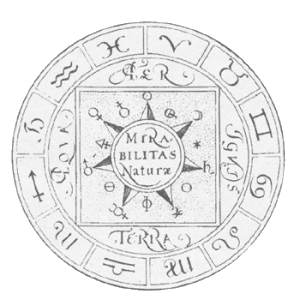 AER
MIRA
BILITAS
Naturæ
AQVA
IGNIS
TERRA